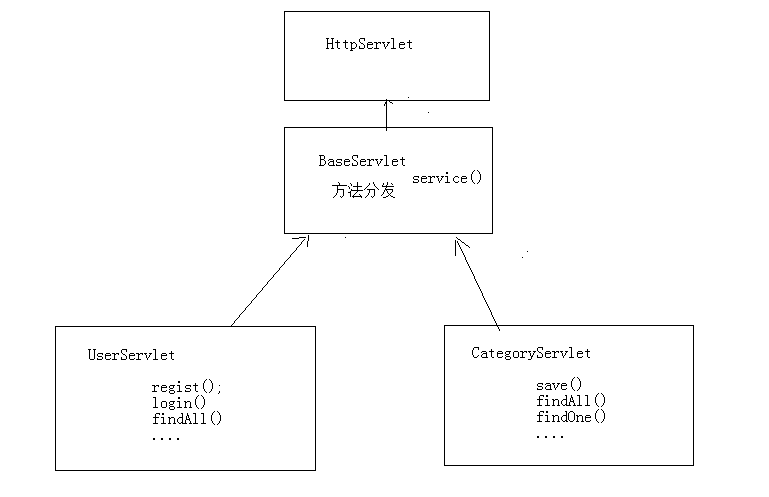 HttpServlet
BaseServlet
service()
方法分发
UserServlet
regist();
login()
findAll()
....
CategoryServlet
save()
findAll()
findOne()
....